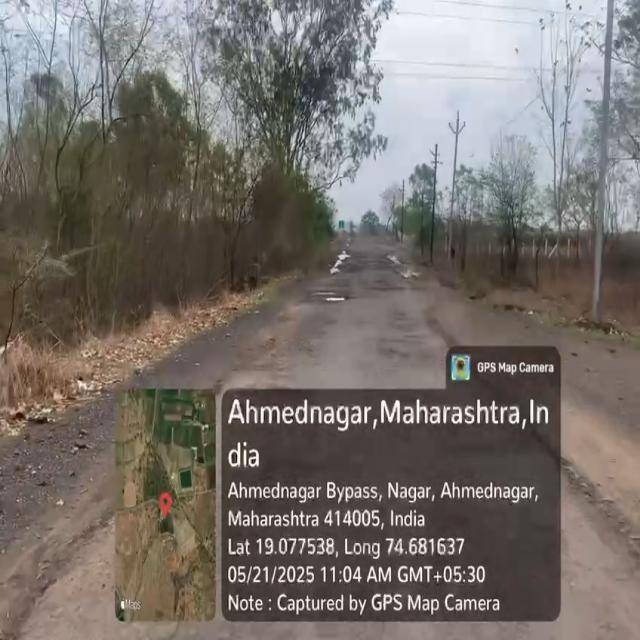 GPS Map Camera
Ahmednagar,Maharashtra,In
dia
Ahmednagar Bypass, Nagar, Ahmednagar,
Maharashtra 414005, India
Lat 19.077538, Long 74.681637
05/21/2025 11:04 AM GMT+05:30
Note : Captured by GPS Map Camera
Maps